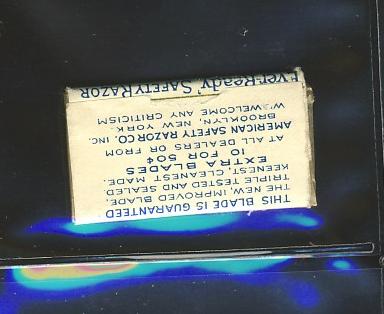 THIS BLADE IS GUARANTEED
THE NEW, IMPROVED BLADE.
TRIPLE TESTED AND SEALED.
KEENEST, CLEANEST MADE.
EXTRA BLADES
10 FOR 50¢
AT ALL DEALERS OR FROM
AMERICAN SAFETY RAZOR CO. INC.
BROOKLYN, NEW YORK.
WE WELCOME ANY CRITICISM
Ever-Ready' SAFETY RAZOR